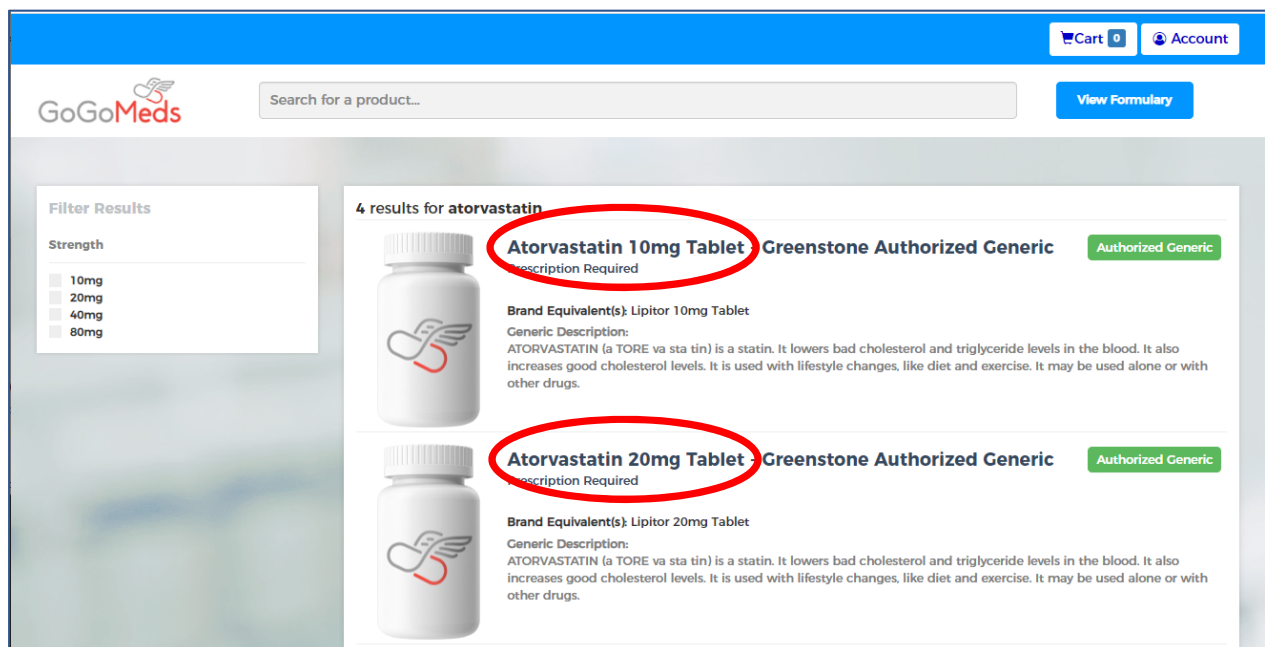 Cart 0 Account
GoGoMeds
Search for a product...
View Formulary
Filter Results
Strength
10mg
20mg
40mg
80mg
4 results for atorvastatin
Atorvastatin 10mg Tablet - Greenstone Authorized Generic
Authorized Generic
Prescription Required
Brand Equivalent(s): Lipitor 10mg Tablet
Generic Description:
ATORVASTATIN (a TORE va sta tin) is a statin. It lowers bad cholesterol and triglyceride levels in the blood. It also
increases good cholesterol levels. It is used with lifestyle changes, like diet and exercise. It may be used alone or with
other drugs.
Atorvastatin 20mg Tablet - Greenstone Authorized Generic
Authorized Generic
Prescription Required
Brand Equivalent(s): Lipitor 20mg Tablet
Generic Description:
ATORVASTATIN (a TORE va sta tin) is a statin. It lowers bad cholesterol and triglyceride levels in the blood. It also
increases good cholesterol levels. It is used with lifestyle changes, like diet and exercise. It may be used alone or with
other drugs.